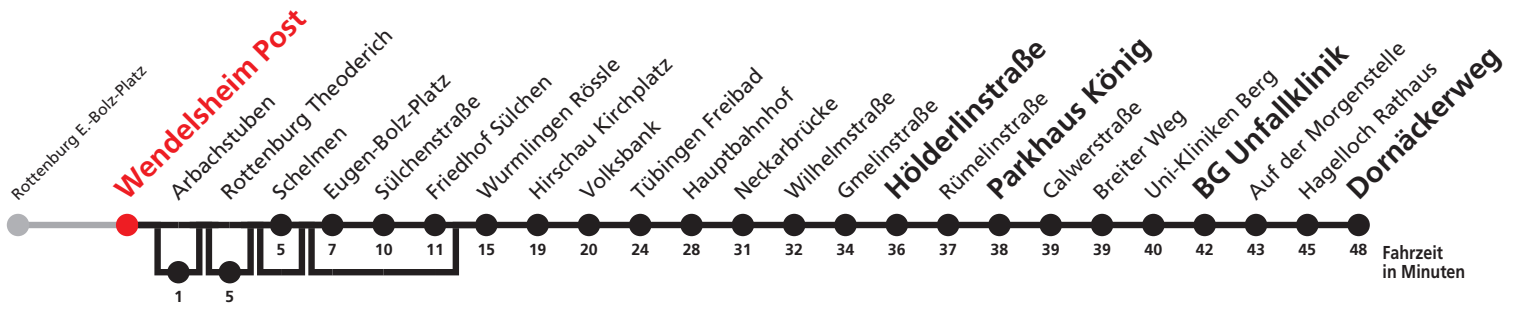 Rottenburg E.-Bolz-Platz
Wendelsheim Post
Arbachstuben
Rottenburg Theoderich
Schelmen
Eugen-Bolz-Platz
Sülchenstraße
Friedhof Sülchen
Wurmlingen Rössle
Hirschau Kirchplatz
Volksbank
Tübingen Freibad
Hauptbahnhof
Neckarbrücke
Wilhelmstraße
Gmelinstraße
Hölderlinstraße
Rümelinstraße
Parkhaus König
Calwerstraße
Breiter Weg
Uni-Kliniken Berg
BG Unfallklinik
Auf der Morgenstelle
Hagelloch Rathaus
Dornäckerweg
5 7 10 11 15 19 20 24 28 31 32 34 36 37 38 39 39 40 42 43 45 48
Fahrzeit
in Minuten
1 5